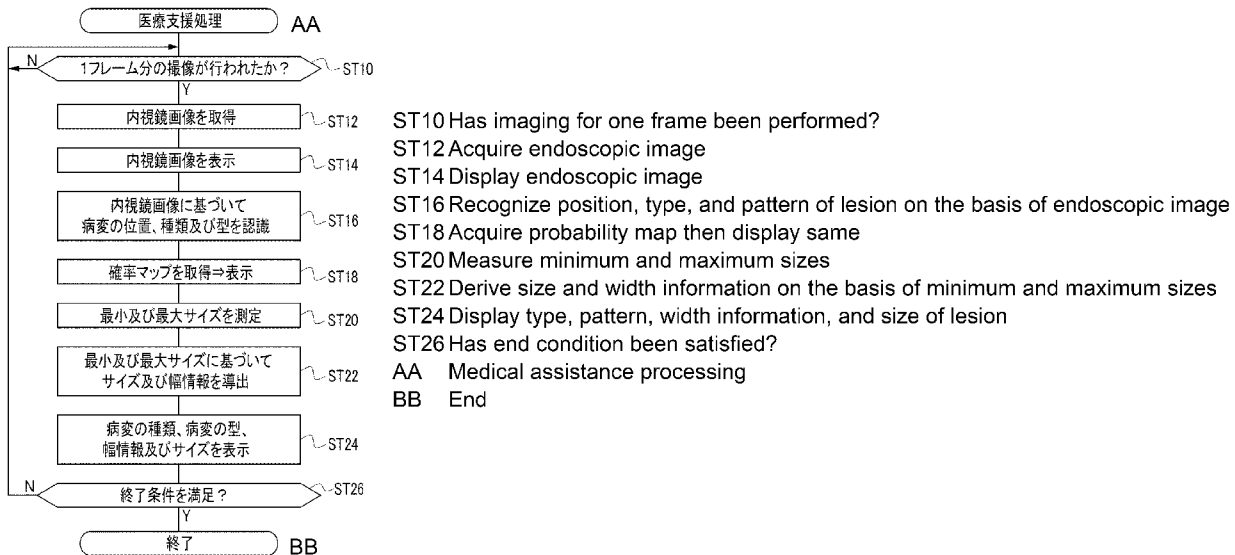 医療支援処理 AA
N
1フレーム分の撮像が行われたか？ ST10
Y
内視鏡画像を取得 ST12
内視鏡画像を表示 ST14
内視鏡画像に基づいて
病変の位置、種類及び型を認識 ST16
確率マップを取得⇒表示 ST18
最小及び最大サイズを測定 ST20
最小及び最大サイズに基づいて
サイズ及び幅情報を導出 ST22
病変の種類、病変の型、
幅情報及びサイズを表示 ST24
N
終了条件を満足？ ST26
Y
終了 BB
ST10 Has imaging for one frame been performed?
ST12 Acquire endoscopic image
ST14 Display endoscopic image
ST16 Recognize position, type, and pattern of lesion on the basis of endoscopic image
ST18 Acquire probability map then display same
ST20 Measure minimum and maximum sizes
ST22 Derive size and width information on the basis of minimum and maximum sizes
ST24 Display type, pattern, width information, and size of lesion
ST26 Has end condition been satisfied?
AA Medical assistance processing
BB End